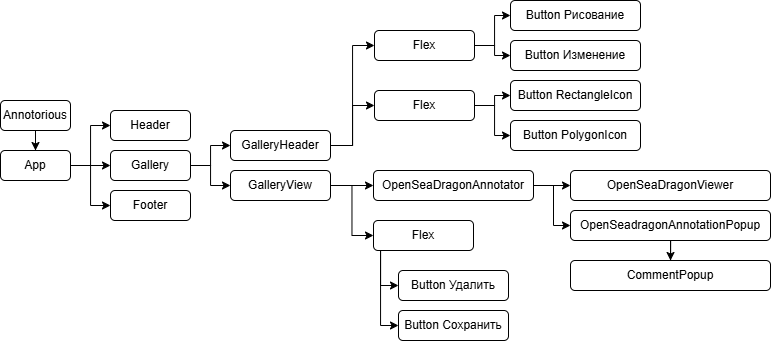 Button Рисование
Flex
Button Изменение
Button RectangleIcon
Flex
Annotorious
Header
Button PolygonIcon
GalleryHeader
App
Gallery
GalleryView
OpenSeaDragonAnnotator
OpenSeaDragonViewer
Footer
Flex
OpenSeadragonAnnotationPopup
CommentPopup
Button Удалить
Button Сохранить